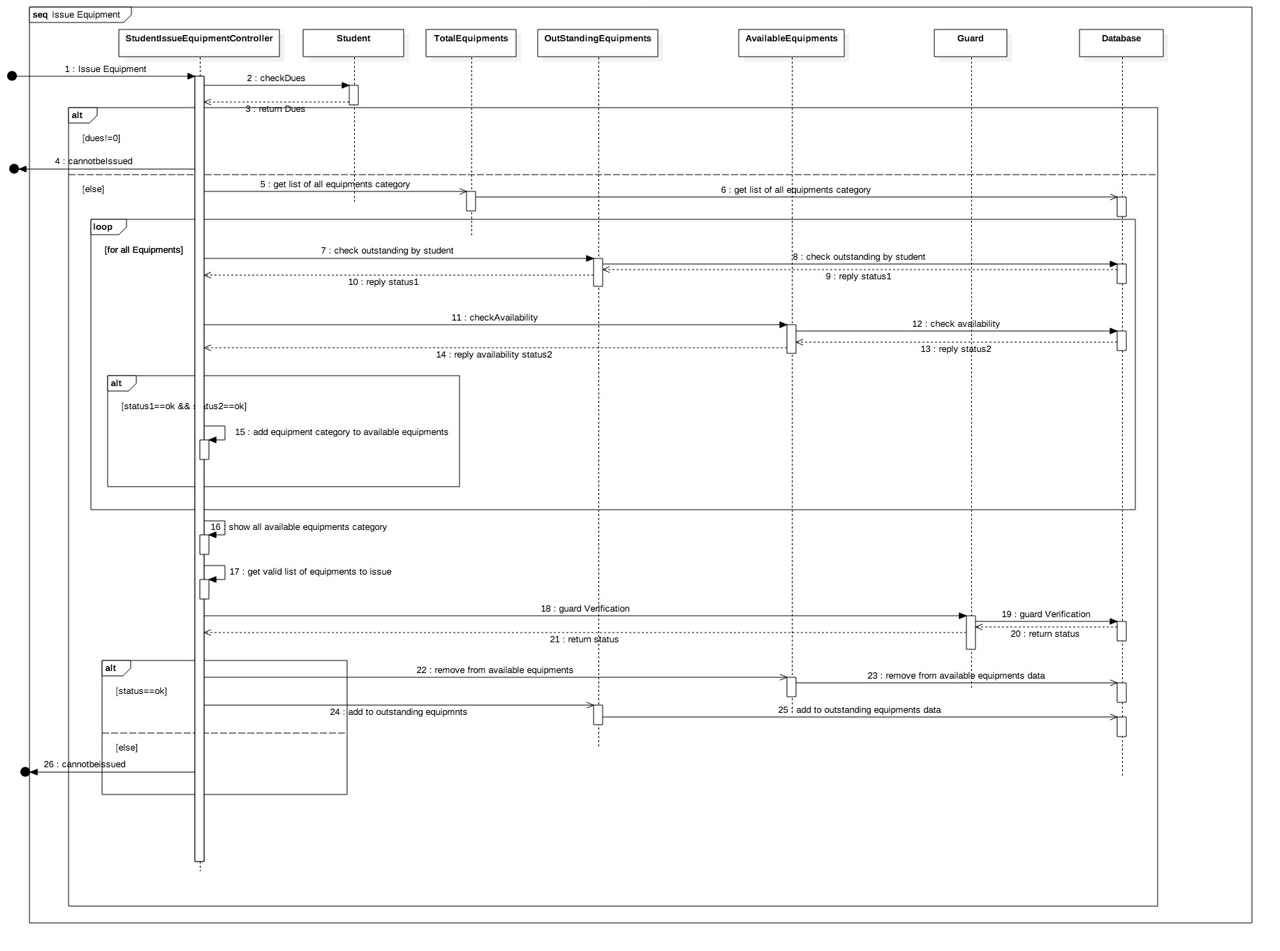 seq Issue Equipment
StudentIssueEquipmentController
Student
TotalEquipments
OutStandingEquipments
AvailableEquipments
Guard
Database
1 : Issue Equipment
2 : checkDues
3 : return Dues
alt
[dues!=0]
4 : cannotbeIssued
[else]
5 : get list of all equipments category
6 : get list of all equipments category
loop
[for all Equipments]
7 : check outstanding by student
8 : check outstanding by student
9 : reply status1
10 : reply status1
11 : checkAvailability
12 : check availability
13 : reply status2
14 : reply availability status2
alt
[status1==ok && status2==ok]
15 : add equipment category to available equipments
16 : show all available equipments category
17 : get valid list of equipments to issue
18 : guard Verification
19 : guard Verification
20 : return status
21 : return status
alt
[status==ok]
22 : remove from available equipments
23 : remove from available equipments data
24 : add to outstanding equipmnts
25 : add to outstanding equipments data
[else]
26 : cannotbeissued